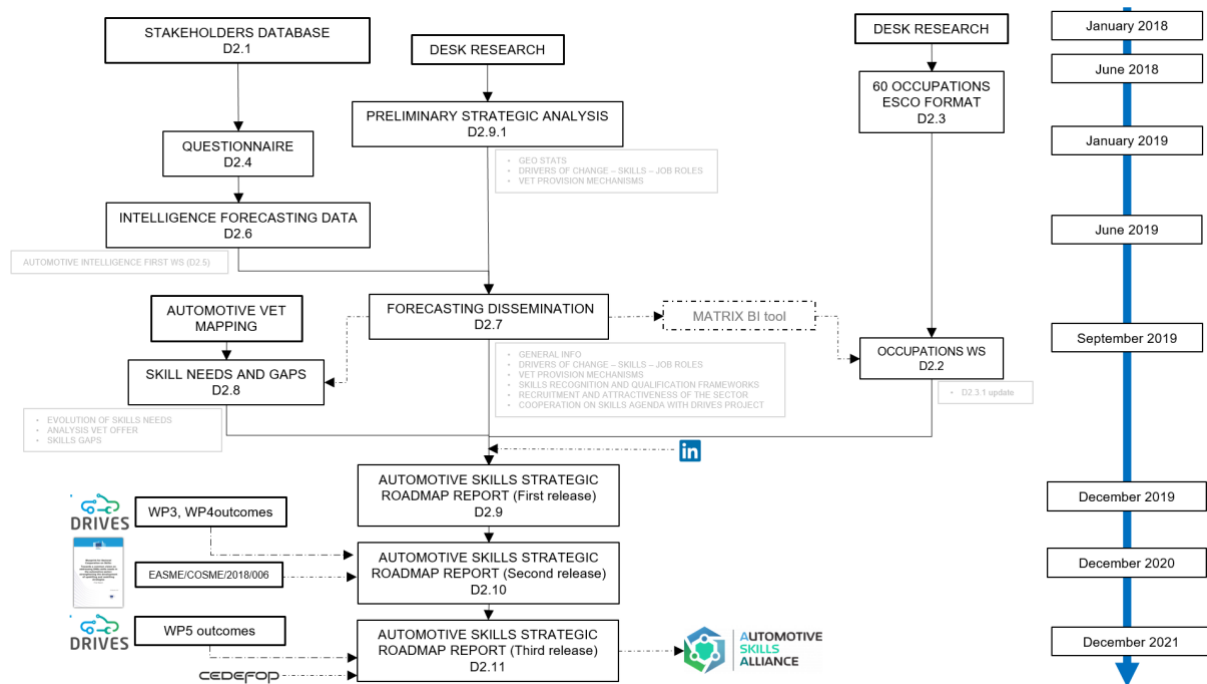 STAKEHOLDERS DATABASE
D2.1
DESK RESEARCH
DESK RESEARCH
January 2018
June 2018
60 OCCUPATIONS
ESCO FORMAT
D2.3
PRELIMINARY STRATEGIC ANALYSIS
D2.9.1
QUESTIONNAIRE
D2.4
January 2019
• GEO STATS
• DRIVERS OF CHANGE – SKILLS – JOB ROLES
• VET PROVISION MECHANISMS
INTELLIGENCE FORECASTING DATA
D2.6
June 2019
AUTOMOTIVE INTELLIGENCE FIRST WS (D2.5)
AUTOMOTIVE VET
MAPPING
FORECASTING DISSEMINATION
D2.7
MATRIX BI tool
September 2019
OCCUPATIONS WS
D2.2
SKILL NEEDS AND GAPS
D2.8
• GENERAL INFO
• DRIVERS OF CHANGE – SKILLS – JOB ROLES
• VET PROVISION MECHANISMS
• SKILLS RECOGNITION AND QUALIFICATION FRAMEWORKS
• RECRUITMENT AND ATTRACTIVENESS OF THE SECTOR
• COOPERATION ON SKILLS AGENDA WITH DRIVES PROJECT
• D2.3.1 update
• EVOLUTION OF SKILLS NEEDS
• ANALYSIS VET OFFER
• SKILLS GAPS
in
AUTOMOTIVE SKILLS STRATEGIC
ROADMAP REPORT (First release)
D2.9
December 2019
DRIVES
WP3, WP4outcomes
AUTOMOTIVE SKILLS STRATEGIC
ROADMAP REPORT (Second release)
D2.10
December 2020
EASME/COSME/2018/006
DRIVES
WP5 outcomes
AUTOMOTIVE SKILLS STRATEGIC
ROADMAP REPORT (Third release)
D2.11
AUTOMOTIVE
SKILLS
ALLIANCE
December 2021
CEDEFOP